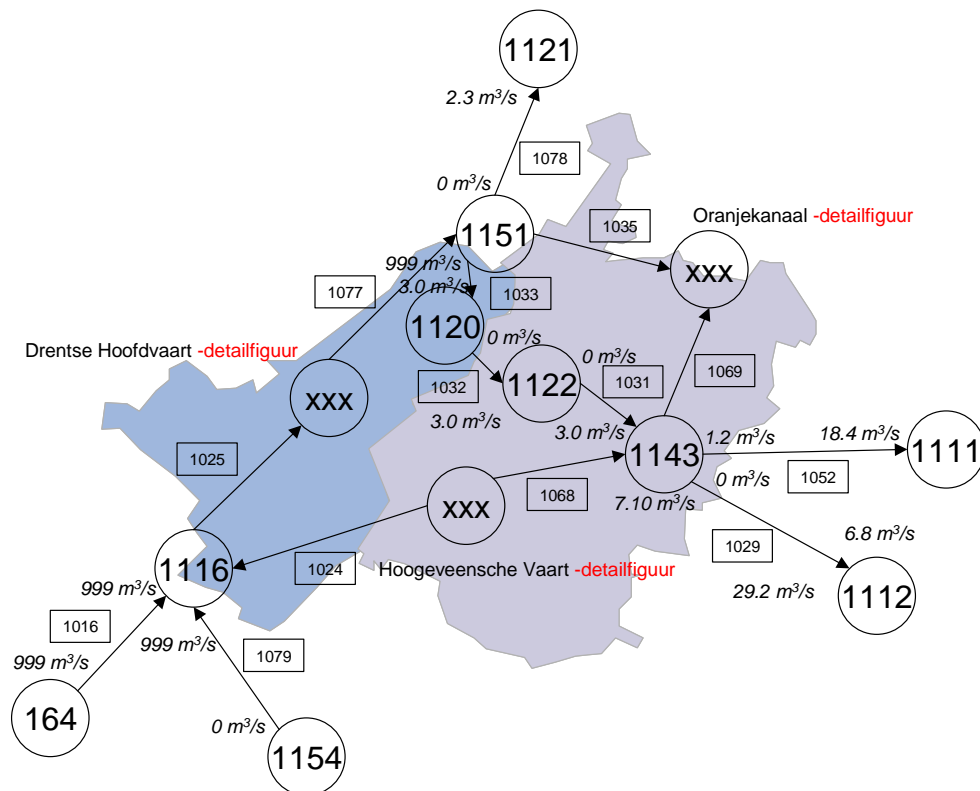 1121
2.3 m³/s
1078
0 m³/s
1151
1035
Oranjekanaal -detailfiguur
xxx
999 m³/s
3.0 m³/s
1033
1077
1120
0 m³/s
0 m³/s
Drentse Hoofdvaart -detailfiguur
xxx
1032
1122
1031
1069
3.0 m³/s
3.0 m³/s
1143
1.2 m³/s
18.4 m³/s
1111
1025
0 m³/s
1052
xxx
1068
7.10 m³/s
1029
6.8 m³/s
1116
1024
Hoogeveensche Vaart -detailfiguur
999 m³/s
29.2 m³/s
1112
1016
999 m³/s
1079
999 m³/s
164
0 m³/s
1154